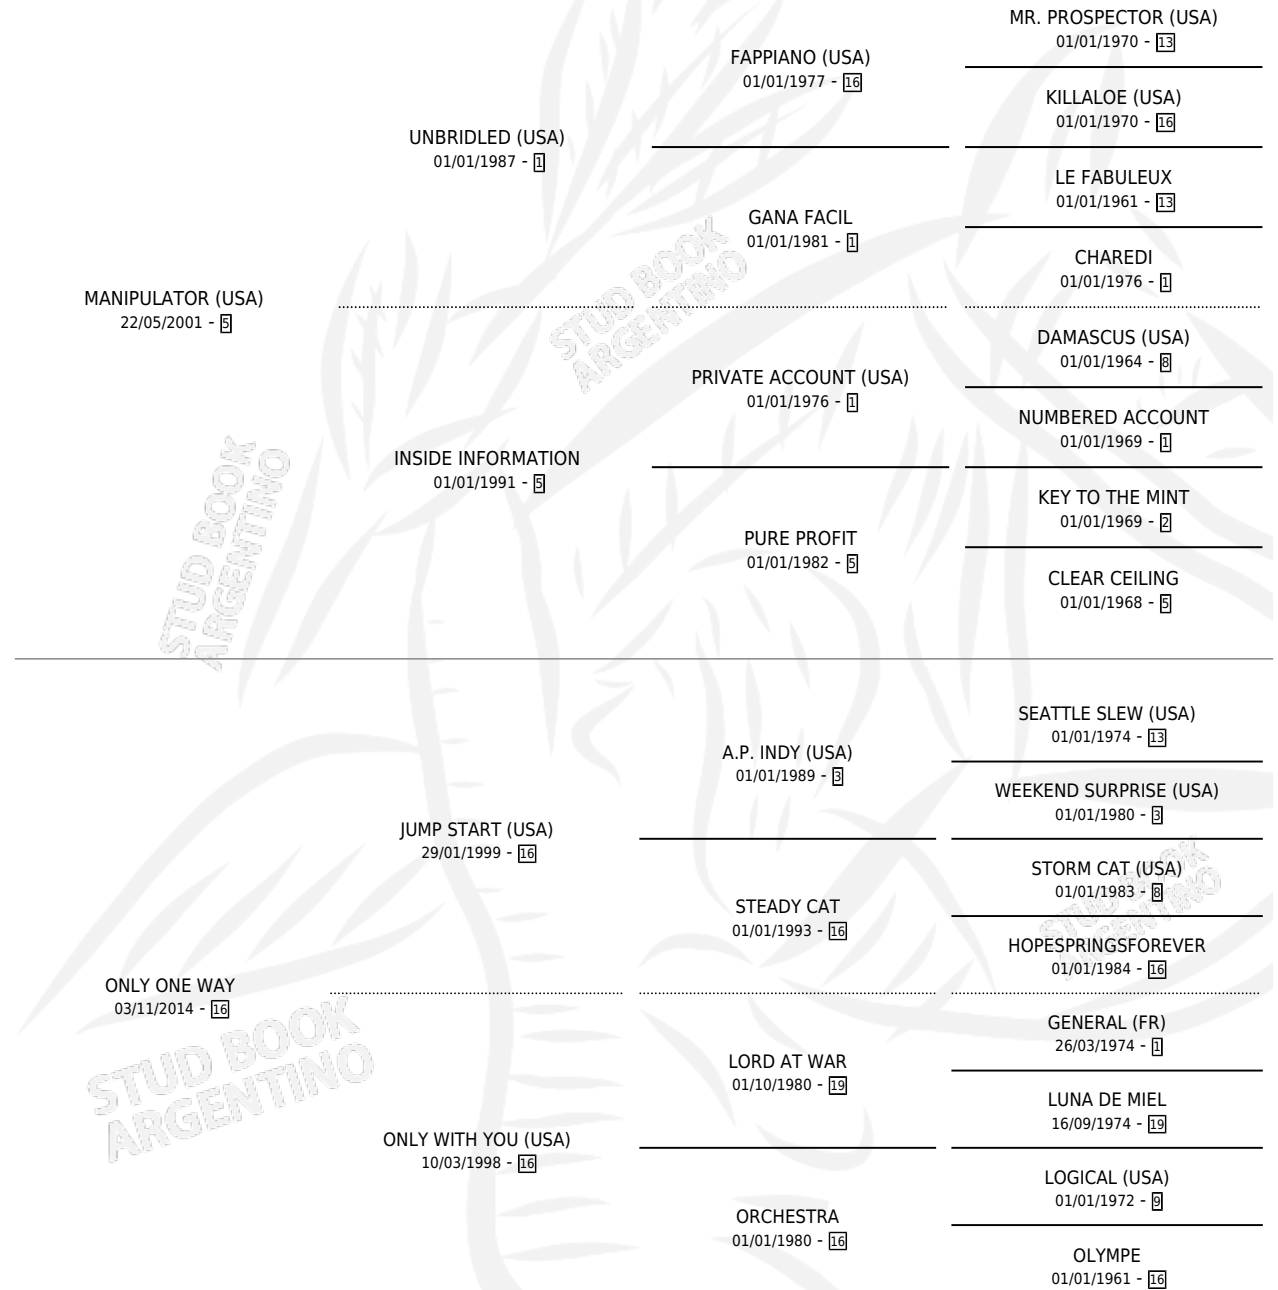 MR. PROSPECTOR (USA)
01/01/1970 - 13
FAPPIANO (USA)
01/01/1977 - 16
KILLALOE (USA)
01/01/1970 - 16
UNBRIDLED (USA)
01/01/1987 - 1
LE FABULEUX
01/01/1961 - 13
GANA FACIL
01/01/1981 - 1
CHAREDI
01/01/1976 - 1
MANIPULATOR (USA)
22/05/2001 - 5
DAMASCUS (USA)
01/01/1964 - 8
PRIVATE ACCOUNT (USA)
01/01/1976 - 1
NUMBERED ACCOUNT
01/01/1969 - 1
INSIDE INFORMATION
01/01/1991 - 5
KEY TO THE MINT
01/01/1969 - 2
PURE PROFIT
01/01/1982 - 5
CLEAR CEILING
01/01/1968 - 5
STUD BOOK
ARGENTINO
STUD BOOK
ARGENTINO
SEATTLE SLEW (USA)
01/01/1974 - 13
A.P. INDY (USA)
01/01/1989 - 3
WEEKEND SURPRISE (USA)
01/01/1980 - 3
JUMP START (USA)
29/01/1999 - 16
STORM CAT (USA)
01/01/1983 - 8
STEADY CAT
01/01/1993 - 16
HOPESPRINGSFOREVER
01/01/1984 - 16
ONLY ONE WAY
03/11/2014 - 16
GENERAL (FR)
26/03/1974 - 1
LORD AT WAR
01/10/1980 - 19
LUNA DE MIEL
16/09/1974 - 19
ONLY WITH YOU (USA)
10/03/1998 - 16
LOGICAL (USA)
01/01/1972 - 9
ORCHESTRA
01/01/1980 - 16
OLYMPE
01/01/1961 - 16
STUD BOOK
ARGENTINO
STUD BOOK
ARGENTINO